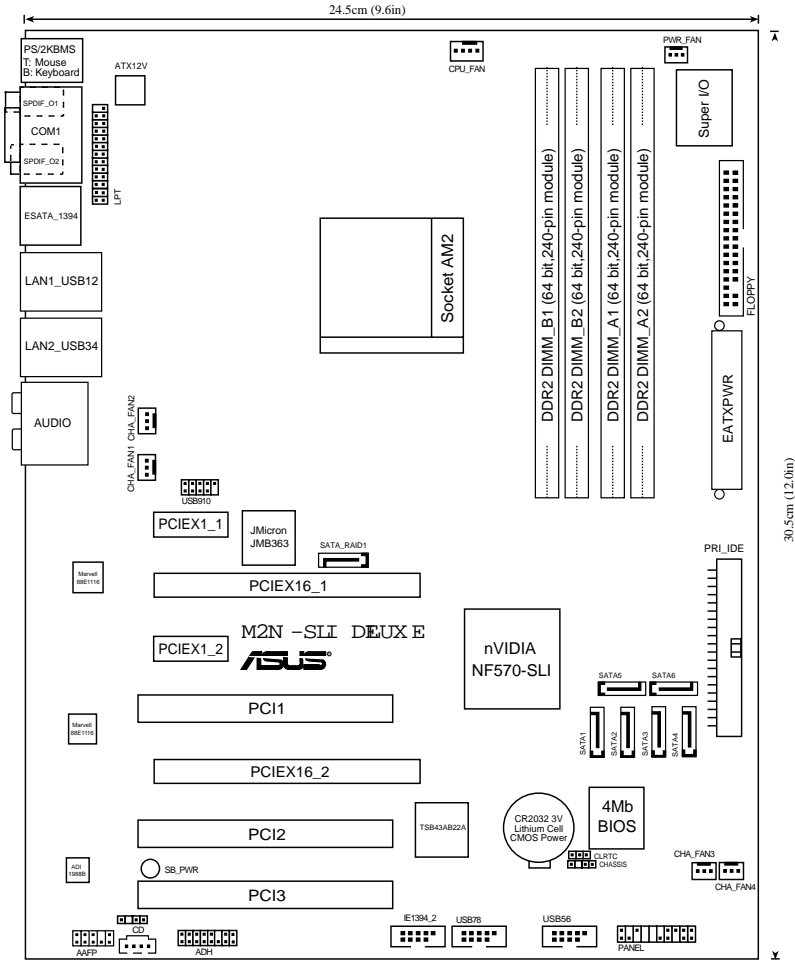 24.5cm (9.6in)
PS/2KBMS
T: Mouse
B: Keyboard
ATX12V
CPU_FAN
PWR_FAN
SPDIF_O1
COM1
SPDIF_O2
LPT
Super I/O
ESATA_1394
Socket AM2
DDR2 DIMM_B1 (64 bit,240-pin module)
DDR2 DIMM_B2 (64 bit,240-pin module)
DDR2 DIMM_A1 (64 bit,240-pin module)
DDR2 DIMM_A2 (64 bit,240-pin module)
FLOPPY
LAN1_USB12
LAN2_USB34
EATXPWR
AUDIO
CHA_FAN2
CHA_FAN1
30.5cm (12.0in)
USB910
PCIEX1_1
JMicron
JMB363
SATA_RAID1
PRI_IDE
Marvell
88E1116
PCIEX16_1
M2N-SLI DEUXE
PCIEX1_2
ASUS®
nVIDIA
NF570-SLI
SATA5
SATA6
PCI1
Marvell
88E1116
SATA1
SATA2
SATA3
SATA4
PCIEX16_2
TSB43AB22A
CR2032 3V
Lithium Cell
CMOS Power
4Mb
BIOS
PCI2
CLRTC
CHASSIS
CHA_FAN3
CHA_FAN4
ADI
1988B
SB_PWR
PCI3
AAFP
CD
ADH
IE1394_2
USB78
USB56
PANEL